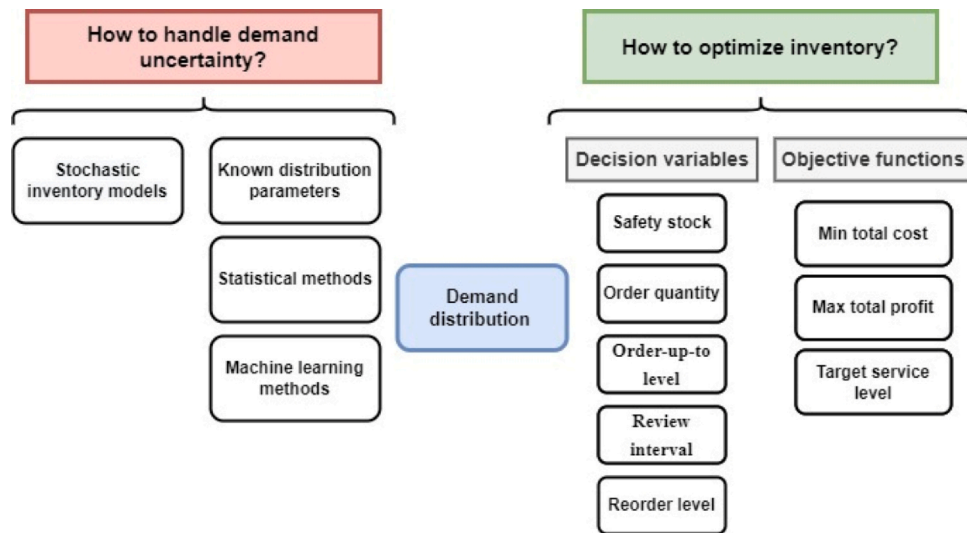 How to handle demand
uncertainty?
Stochastic
inventory models
Known distribution
parameters
Statistical methods
Machine learning
methods
Demand
distribution
How to optimize inventory?
Decision variables
Safety stock
Order quantity
Order-up-to
level
Review
interval
Reorder level
Objective functions
Min total cost
Max total profit
Target service
level